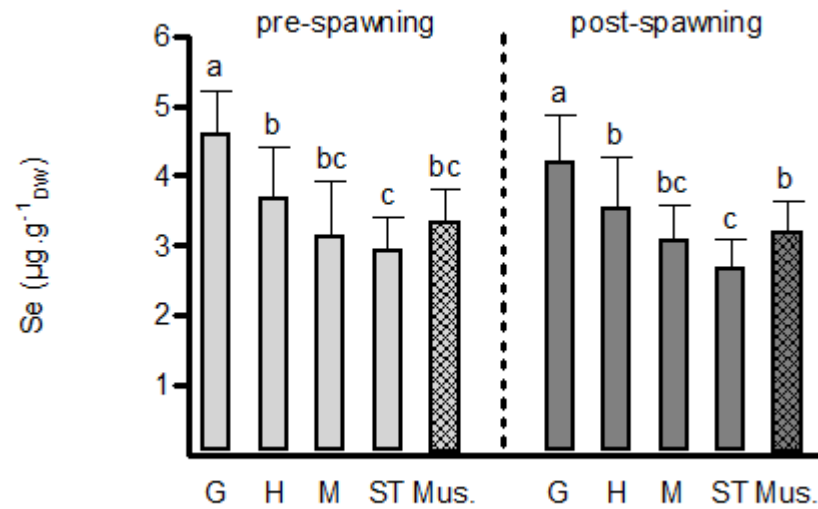 pre-spawning post-spawning
6
5
4
3
2
1
Se (µg.g⁻¹DW)
a b bc c bc a b bc c b
G H M ST Mus. G H M ST Mus.